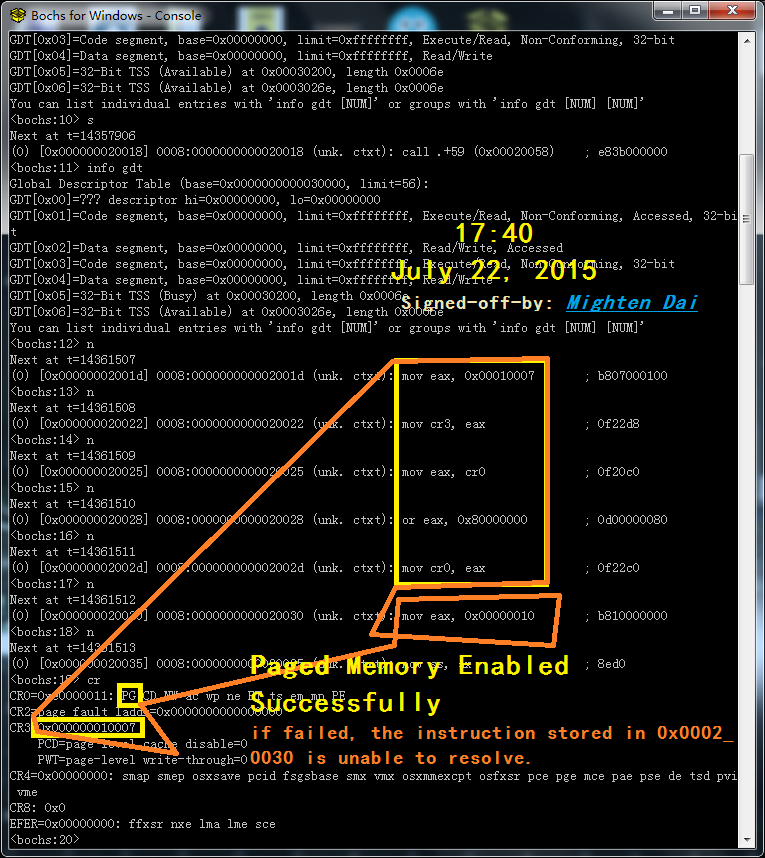 Bochs for Windows - Console
GDT[0x03]=Code segment, base=0x00000000, limit=0xffffffff, Execute/Read, Non-Conforming, 32-bit
GDT[0x04]=Data segment, base=0x00000000, limit=0xffffffff, Read/Write
GDT[0x05]=32-Bit TSS (Available) at 0x00030200, length 0x0006e
GDT[0x06]=32-Bit TSS (Available) at 0x0003026e, length 0x0006e
You can list individual entries with 'info gdt [NUM]' or groups with 'info gdt [NUM] [NUM]'
<bochs:10> s
Next at t=14357906
(0) [0x000000020018] 0008:0000000000020018 (unk. ctxt): call .+59 (0x00020058) ; e83b000000
<bochs:11> info gdt
Global Descriptor Table (base=0x0000000000030000, limit=56):
GDT[0x00]=??? descriptor hi=0x00000000, lo=0x00000000
GDT[0x01]=Code segment, base=0x00000000, limit=0xffffffff, Execute/Read, Non-Conforming, Accessed, 32-bi
t
17:40
GDT[0x02]=Data segment, base=0x00000000, limit=0xffffffff, Read/Write, Accessed
GDT[0x03]=Code segment, base=0x00000000, limit=0xffffffff, Execute/Read, Non-Conforming, 32-bit
July 22, 2015
GDT[0x04]=Data segment, base=0x00000000, limit=0xffffffff, Read/Write
GDT[0x05]=32-Bit TSS (Busy) at 0x00030200, length 0x0006e
Signed-off-by: Mighten Dai
GDT[0x06]=32-Bit TSS (Available) at 0x0003026e, length 0x0006e
You can list individual entries with 'info gdt [NUM]' or groups with 'info gdt [NUM] [NUM]'
<bochs:12> n
Next at t=14361507
(0) [0x00000002001d] 0008:000000000002001d (unk. ctxt): mov eax, 0x00010007 ; b807000100
<bochs:13> n
Next at t=14361508
(0) [0x000000020022] 0008:0000000000020022 (unk. ctxt): mov cr3, eax ; 0f22d8
<bochs:14> n
Next at t=14361509
(0) [0x000000020025] 0008:0000000000020025 (unk. ctxt): mov eax, cr0 ; 0f20c0
<bochs:15> n
Next at t=14361510
(0) [0x000000020028] 0008:0000000000020028 (unk. ctxt): or eax, 0x80000000 ; 0d00000080
<bochs:16> n
Next at t=14361511
(0) [0x00000002002d] 0008:000000000002002d (unk. ctxt): mov cr0, eax ; 0f22c0
<bochs:17> n
Next at t=14361512
(0) [0x000000020030] 0008:0000000000020030 (unk. ctxt): mov eax, 0x00000010 ; b810000000
<bochs:18> n
Next at t=14361513
(0) [0x000000020035] ; 8ed0
Paged Memory Enabled
<bochs:19> cr
PG CD
Successfully
CR2=page fault laddr=0x0000000000000000
CR3 0x000000010007
if failed, the instruction stored in 0x0002_
PCD=page-level cache disable=0
0030 is unable to resolve.
PWT=page-level write-through=0
CR4=0x00000000: smap smep osxsave pcid fsgsbase smx vmx osxmmexcpt osfxsr pce pge mce pae pse de tsd pvi
vme
CR8: 0x0
EFER=0x00000000: ffxsr nxe lma lme sce
<bochs:20>